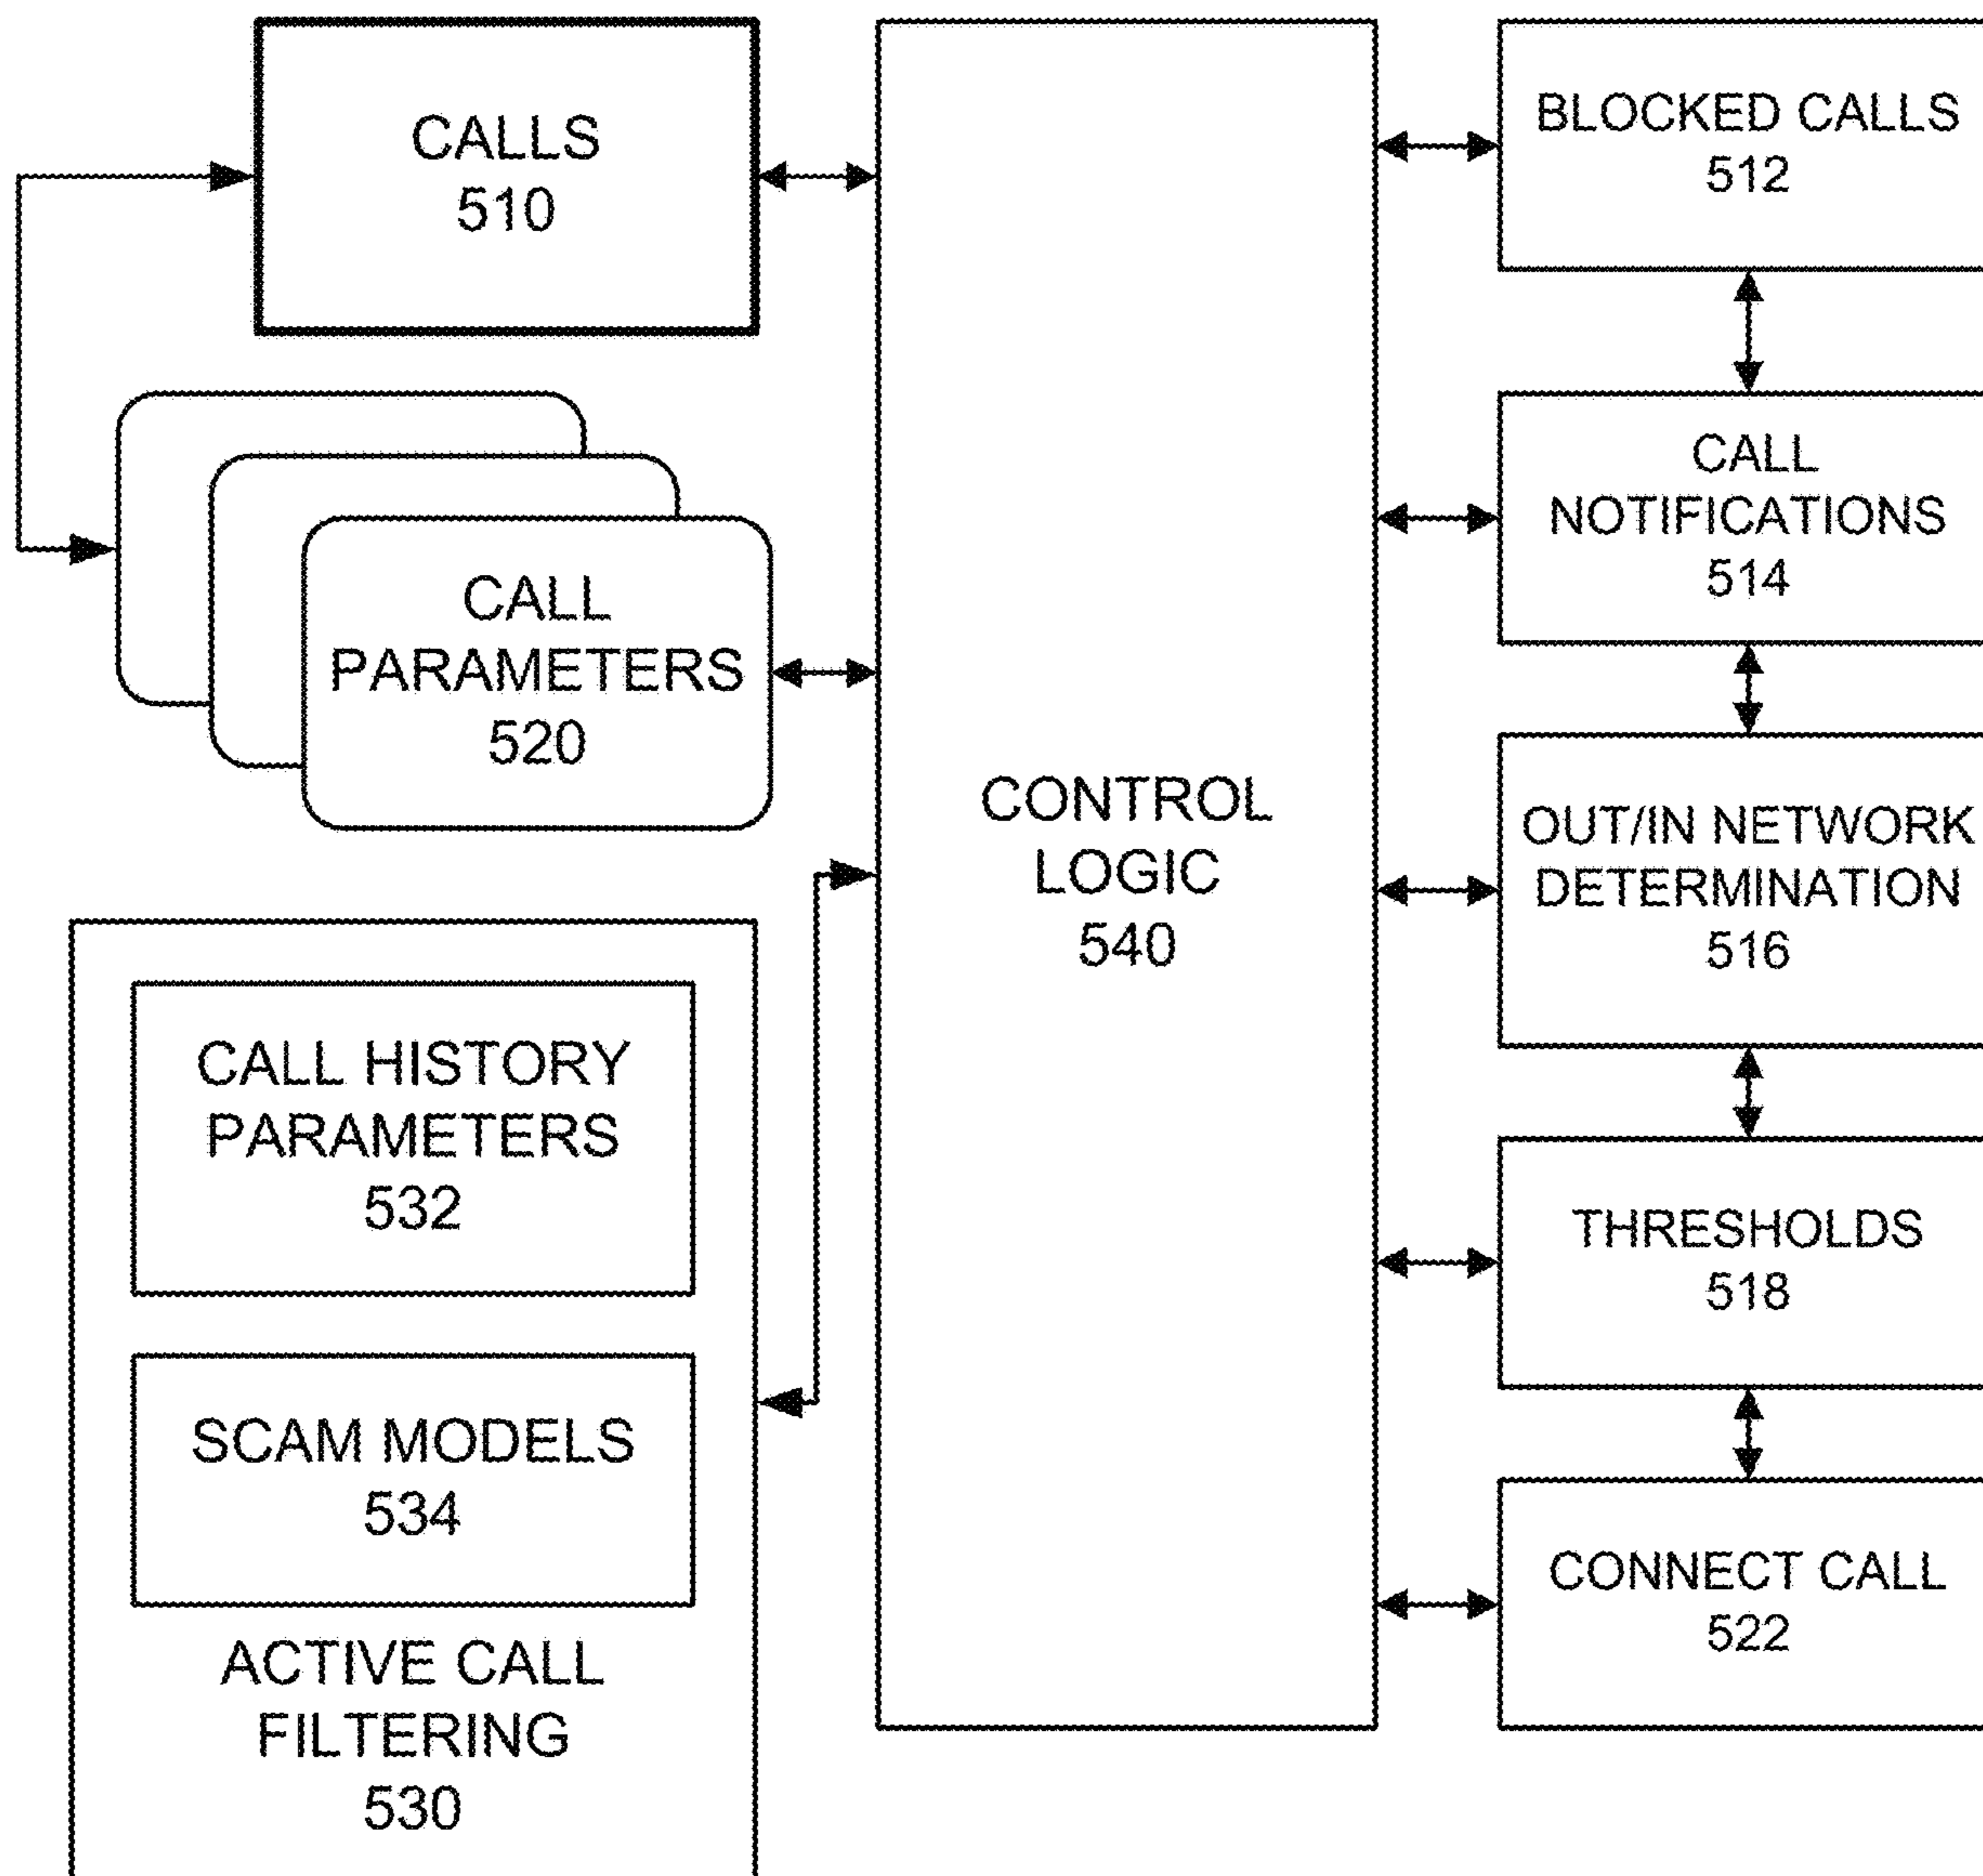 CALLS
510
CALL
PARAMETERS
520
CALL HISTORY
PARAMETERS
532
SCAM MODELS
534
ACTIVE CALL
FILTERING
530
CONTROL
LOGIC
540
BLOCKED CALLS
512
CALL
NOTIFICATIONS
514
OUT/IN NETWORK
DETERMINATION
516
THRESHOLDS
518
CONNECT CALL
522